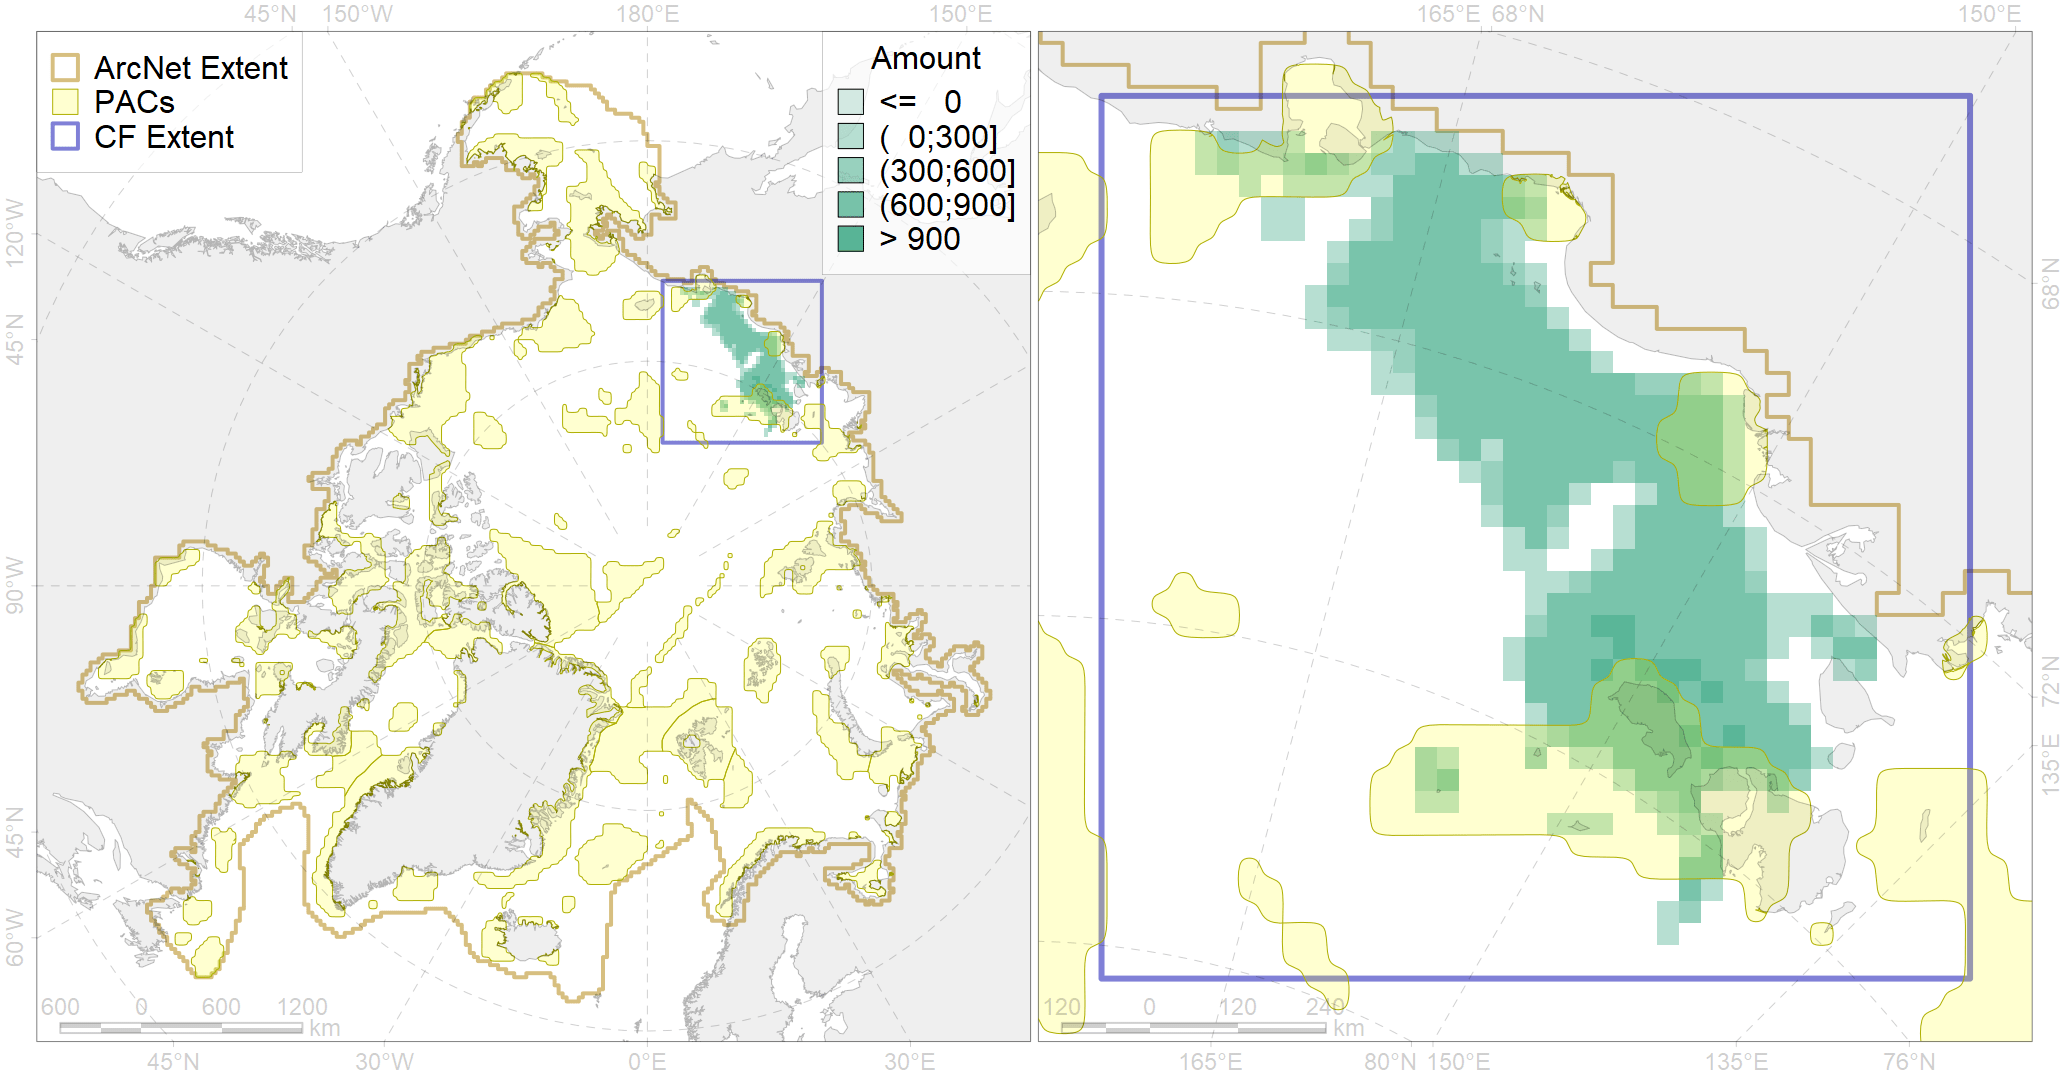 45°N 150°W 180°E 150°E 165°E 68°N 150°E
ArcNet Extent
PACs
CF Extent
Amount
<= 0
( 0;300]
(300;600]
(600;900]
> 900
120°W
45°N
90°W
45°N
60°W
68°N
72°N
135°E
600 0 600 1200
km
120 0 120 240
km
45°N 30°W 0°E 30°E 165°E 80°N 150°E 135°E 76°N